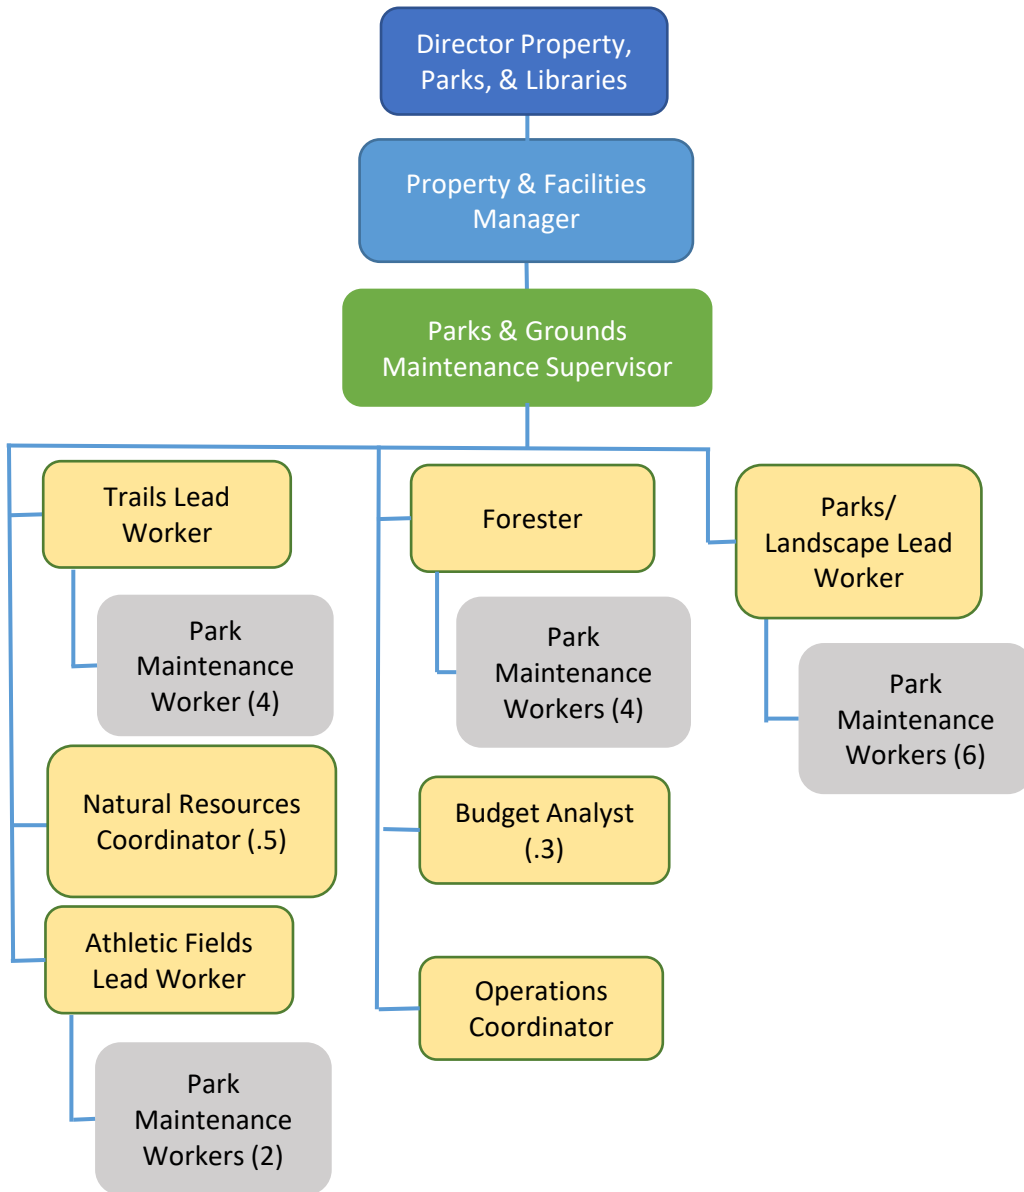 Director Property,
Parks, & Libraries
Property & Facilities
Manager
Parks & Grounds
Maintenance Supervisor
Trails Lead
Worker
Park
Maintenance
Worker (4)
Natural Resources
Coordinator (.5)
Athletic Fields
Lead Worker
Park
Maintenance
Workers (2)
Forester
Park
Maintenance
Workers (4)
Budget Analyst
(.3)
Operations
Coordinator
Parks/
Landscape Lead
Worker
Park
Maintenance
Workers (6)